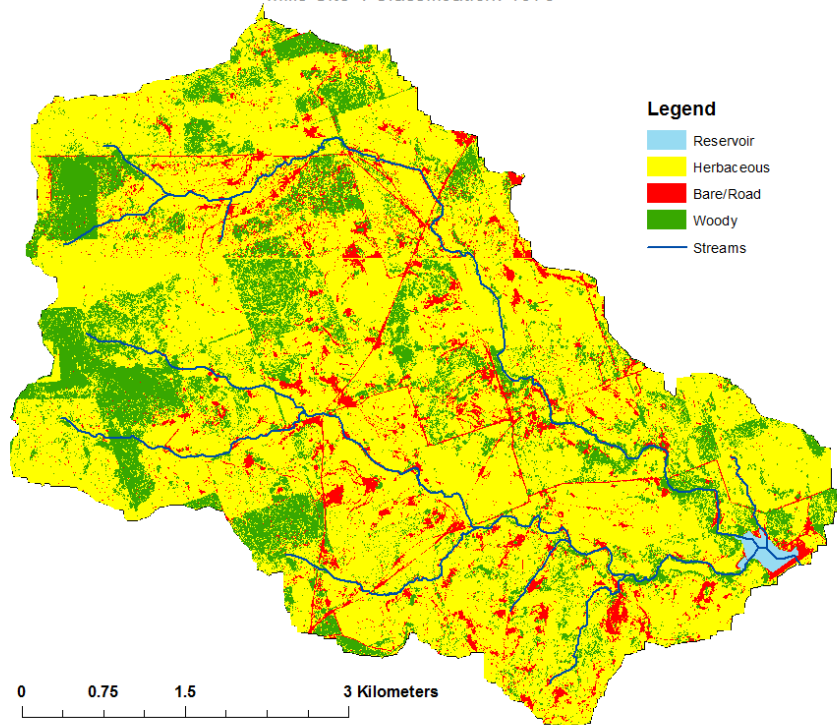 Legend
Reservoir
Herbaceous
Bare/Road
Woody
Streams
0 0.75 1.5 3 Kilometers